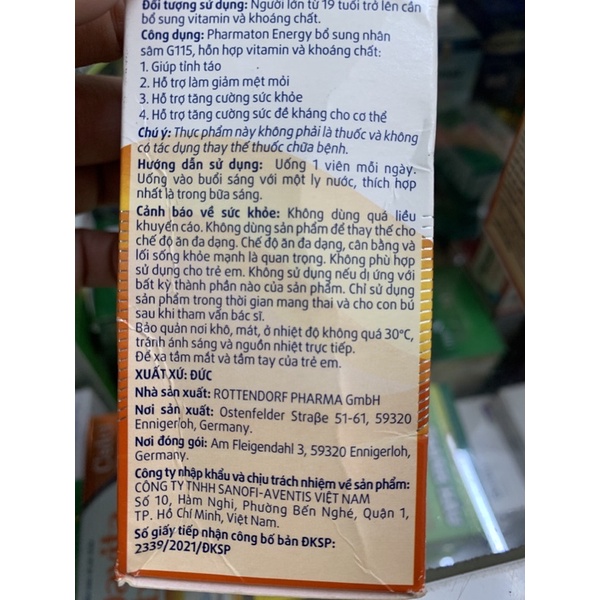 Đối tượng sử dụng: Người lớn từ 19 tuổi trở lên cần
bổ sung vitamin và khoáng chất.
Công dụng: Pharmaton Energy bổ sung nhân
sâm G115, hỗn hợp vitamin và khoáng chất:
1. Giúp tỉnh táo
2. Hỗ trợ làm giảm mệt mỏi
3. Hỗ trợ tăng cường sức khỏe
4. Hỗ trợ tăng cường sức đề kháng cho cơ thể
Chú ý: Thực phẩm này không phải là thuốc và không
có tác dụng thay thế thuốc chữa bệnh.
Hướng dẫn sử dụng: Uống 1 viên mỗi ngày.
Uống vào buổi sáng với một ly nước, thích hợp
nhất là trong bữa sáng.
Cảnh báo về sức khỏe: Không dùng quá liều
khuyến cáo. Không dùng sản phẩm để thay thế cho
chế độ ăn đa dạng. Chế độ ăn đa dạng, cân bằng và
lối sống khỏe mạnh là quan trọng. Không phù hợp
sử dụng cho trẻ em. Không sử dụng nếu dị ứng với
bất kỳ thành phần nào của sản phẩm. Chỉ sử dụng
sản phẩm trong thời gian mang thai và cho con bú
sau khi tham vấn bác sĩ.
Bảo quản nơi khô, mát, ở nhiệt độ không quá 30°C,
tránh ánh sáng và nguồn nhiệt trực tiếp.
Để xa tầm mắt và tầm tay của trẻ em.
XUẤT XỨ: ĐỨC
Nhà sản xuất: ROTTENDORF PHARMA GmbH
Nơi sản xuất: Ostenfelder Straße 51-61, 59320
Ennigerloh, Germany.
Nơi đóng gói: Am Fleigendahl 3, 59320 Ennigerloh,
Germany.
Công ty nhập khẩu và chịu trách nhiệm về sản phẩm:
CÔNG TY TNHH SANOFI-AVENTIS VIỆT NAM
Số 10, Hàm Nghi, Phường Bến Nghé, Quận 1,
TP. Hồ Chí Minh, Việt Nam.
Số giấy tiếp nhận công bố bản ĐKSP:
2339/2021/ĐKSP